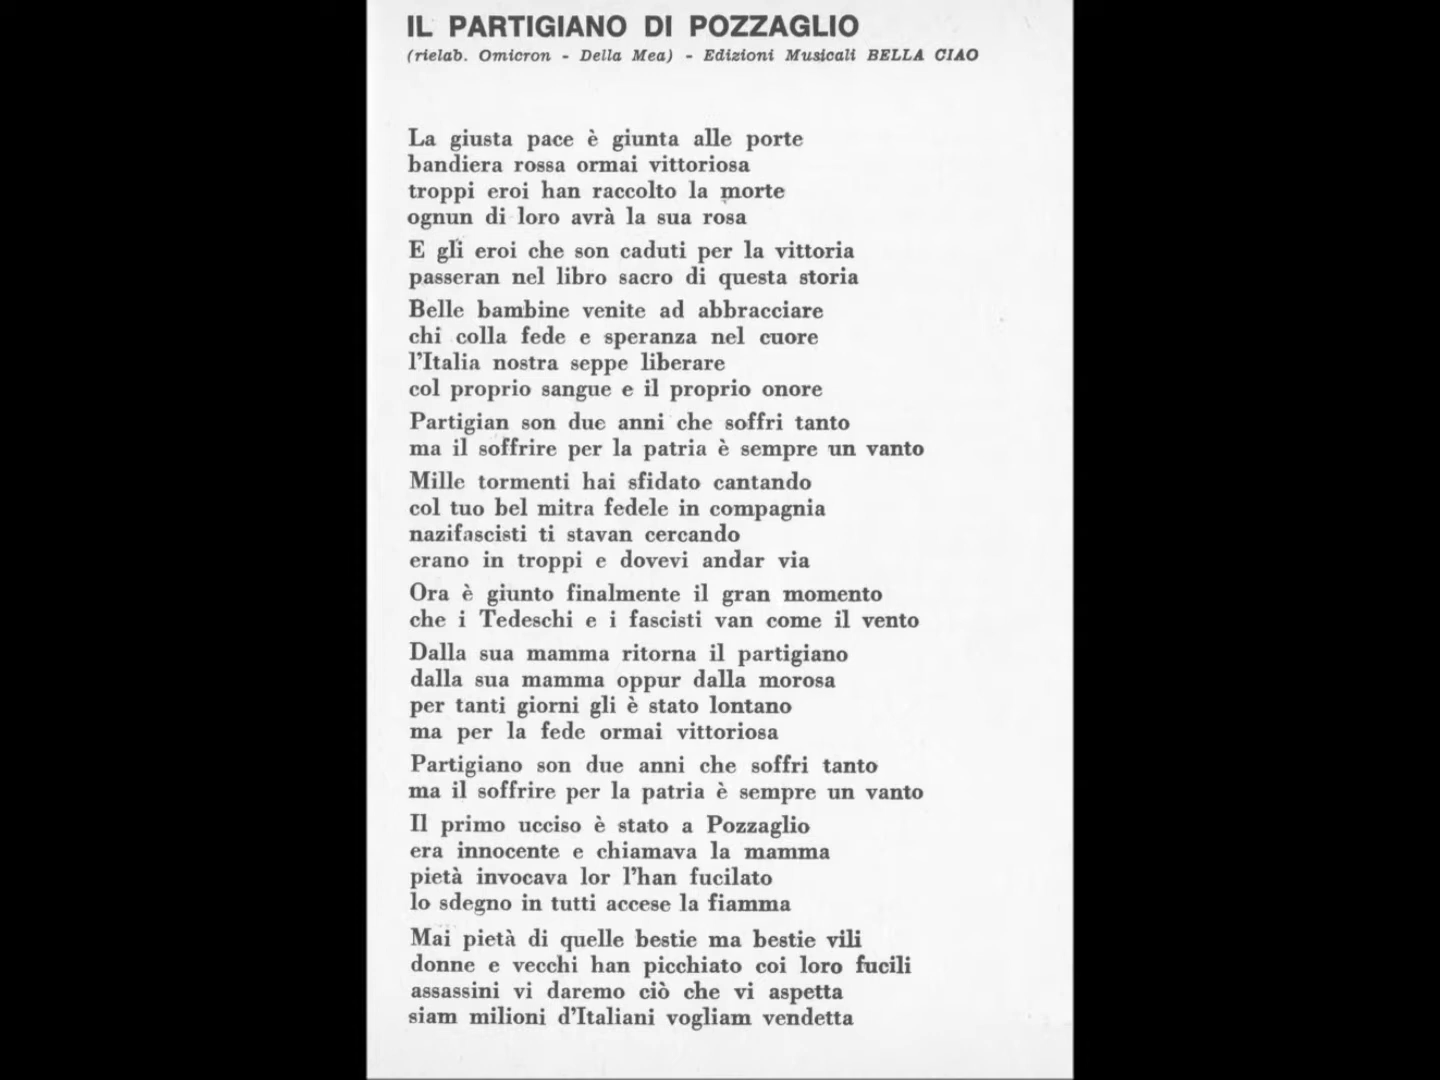 IL PARTIGIANO DI POZZAGLIO
(rielab. Omicron - Della Mea) - Edizioni Musicali BELLA CIAO
La giusta pace è giunta alle porte
bandiera rossa ormai vittoriosa
troppi eroi han raccolto la morte
ognun di loro avrà la sua rosa
E gli eroi che son caduti per la vittoria
passeran nel libro sacro di questa storia
Belle bambine venite ad abbracciare
chi colla fede e speranza nel cuore
l'Italia nostra seppe liberare
col proprio sangue e il proprio onore
Partigian son due anni che soffri tanto
ma il soffrire per la patria è sempre un vanto
Mille tormenti hai sfidato cantando
col tuo bel mitra fedele in compagnia
nazifascisti ti stavan cercando
erano in troppi e dovevi andar via
Ora è giunto finalmente il gran momento
che i Tedeschi e i fascisti van come il vento
Dalla sua mamma ritorna il partigiano
dalla sua mamma oppur dalla morosa
per tanti giorni gli è stato lontano
ma per la fede ormai vittoriosa
Partigiano son due anni che soffri tanto
ma il soffrire per la patria è sempre un vanto
Il primo ucciso è stato a Pozzaglio
era innocente e chiamava la mamma
pietà invocava lor l'han fucilato
lo sdegno in tutti accese la fiamma
Mai pietà di quelle bestie ma bestie vili
donne e vecchi han picchiato coi loro fucili
assassini vi daremo ciò che vi aspetta
siam milioni d'Italiani vogliam vendetta